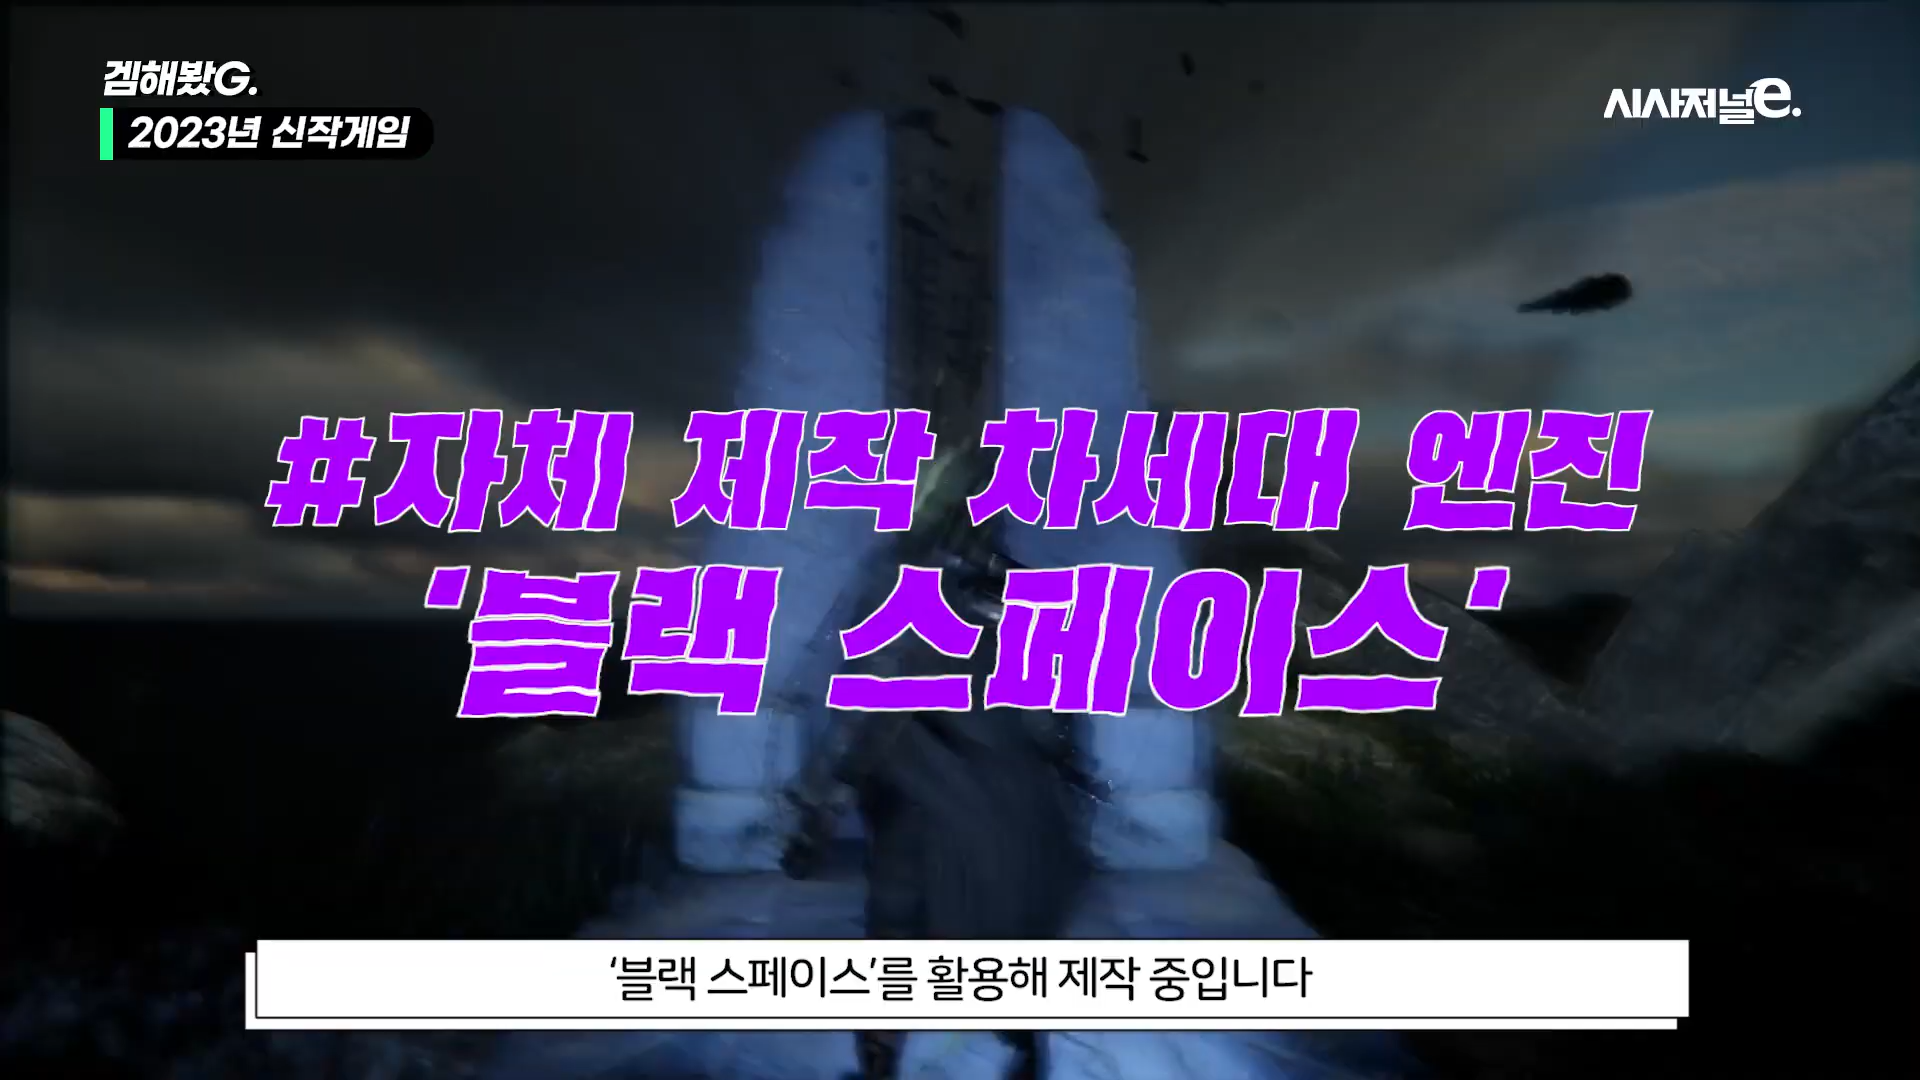 겜해봤G.
2023년 신작게임
시사저널e.
#자체 제작 차세대 엔진
‘블랙 스페이스’
‘블랙 스페이스’를 활용해 제작 중입니다